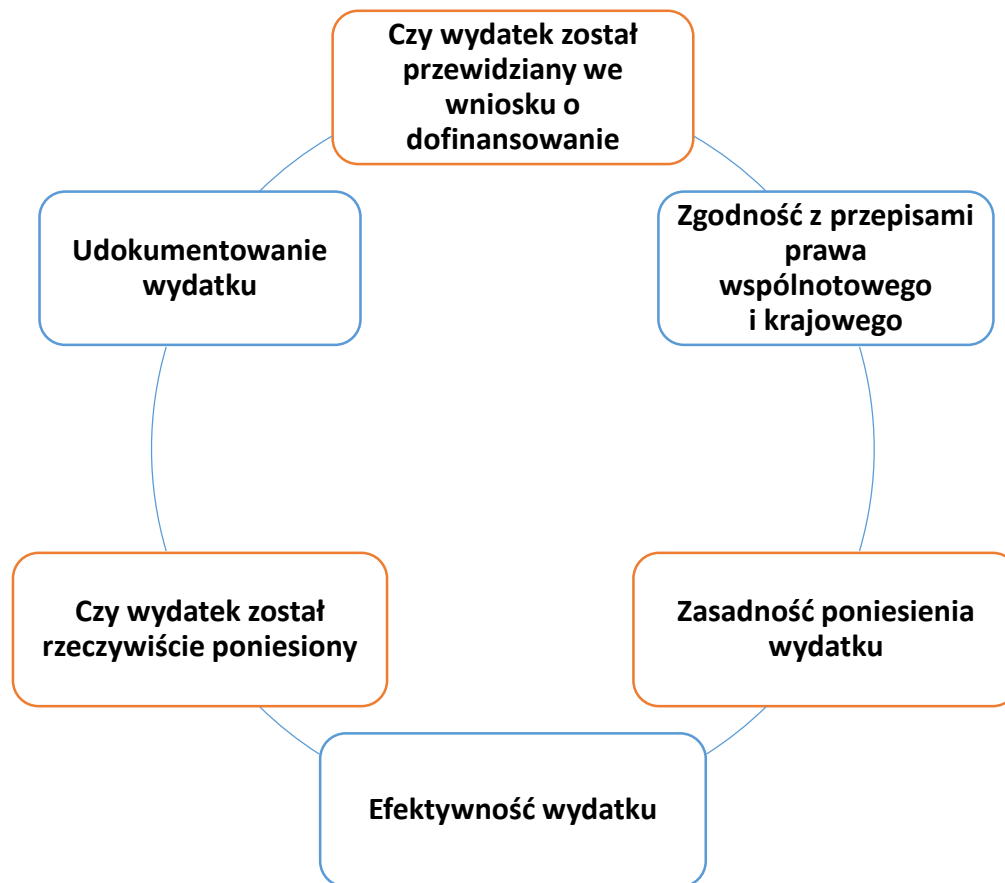 Czy wydatek został
przewidziany we
wniosku o
dofinansowanie
Udokumentowanie
wydatku
Zgodność z przepisami
prawa
wspólnotowego
i krajowego
Czy wydatek został
rzeczywiście poniesiony
Zasadność poniesienia
wydatku
Efektywność wydatku